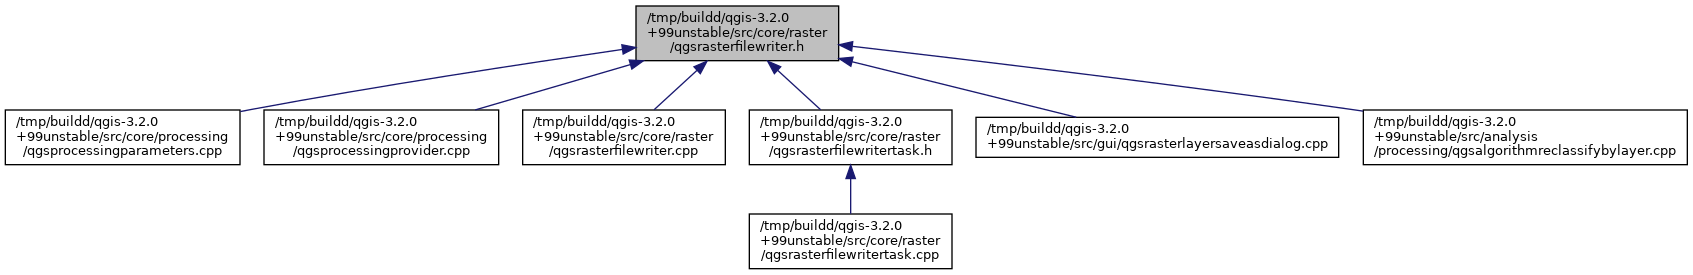 /tmp/buildd/qgis-3.2.0
+99unstable/src/core/raster
/qgsrasterfilewriter.h
/tmp/buildd/qgis-3.2.0
+99unstable/src/core/processing
/qgsprocessingparameters.cpp
/tmp/buildd/qgis-3.2.0
+99unstable/src/core/processing
/qgsprocessingprovider.cpp
/tmp/buildd/qgis-3.2.0
+99unstable/src/core/raster
/qgsrasterfilewriter.cpp
/tmp/buildd/qgis-3.2.0
+99unstable/src/core/raster
/qgsrasterfilewritertask.h
/tmp/buildd/qgis-3.2.0
+99unstable/src/gui/qgsrasterlayersaveasdialog.cpp
/tmp/buildd/qgis-3.2.0
+99unstable/src/analysis
/processing/qgsalgorithmreclassifybylayer.cpp
/tmp/buildd/qgis-3.2.0
+99unstable/src/core/raster
/qgsrasterfilewritertask.cpp